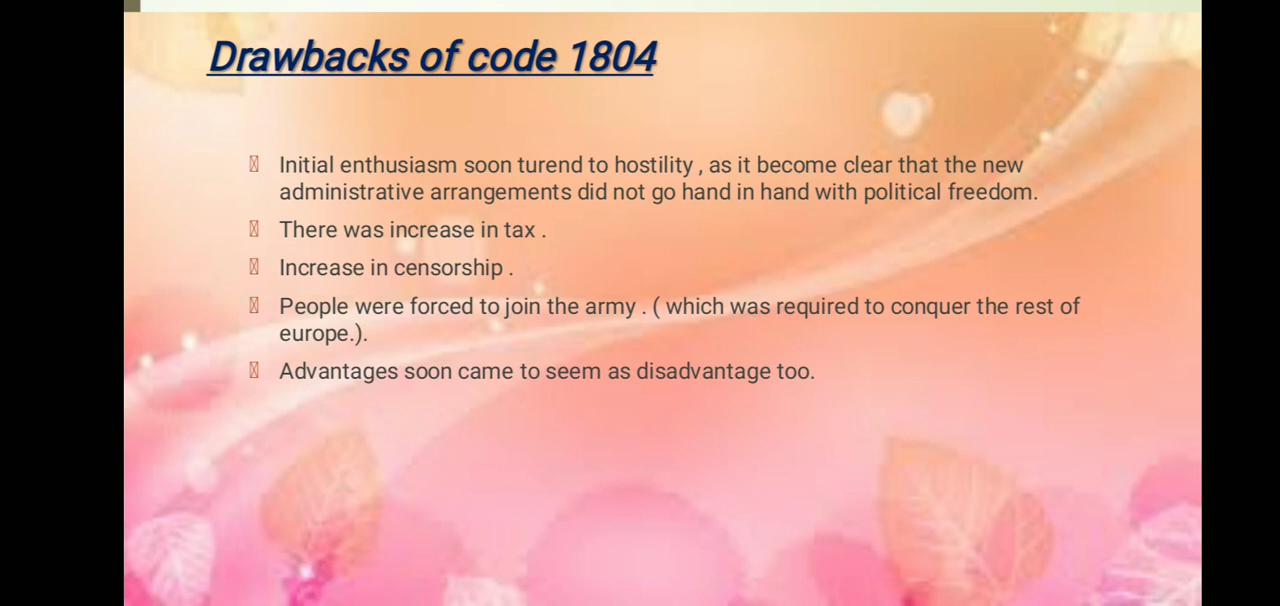 Drawbacks of code 1804
Initial enthusiasm soon turend to hostility , as it become clear that the new
administrative arrangements did not go hand in hand with political freedom.
There was increase in tax .
Increase in censorship .
People were forced to join the army . ( which was required to conquer the rest of
europe.).
Advantages soon came to seem as disadvantage too.